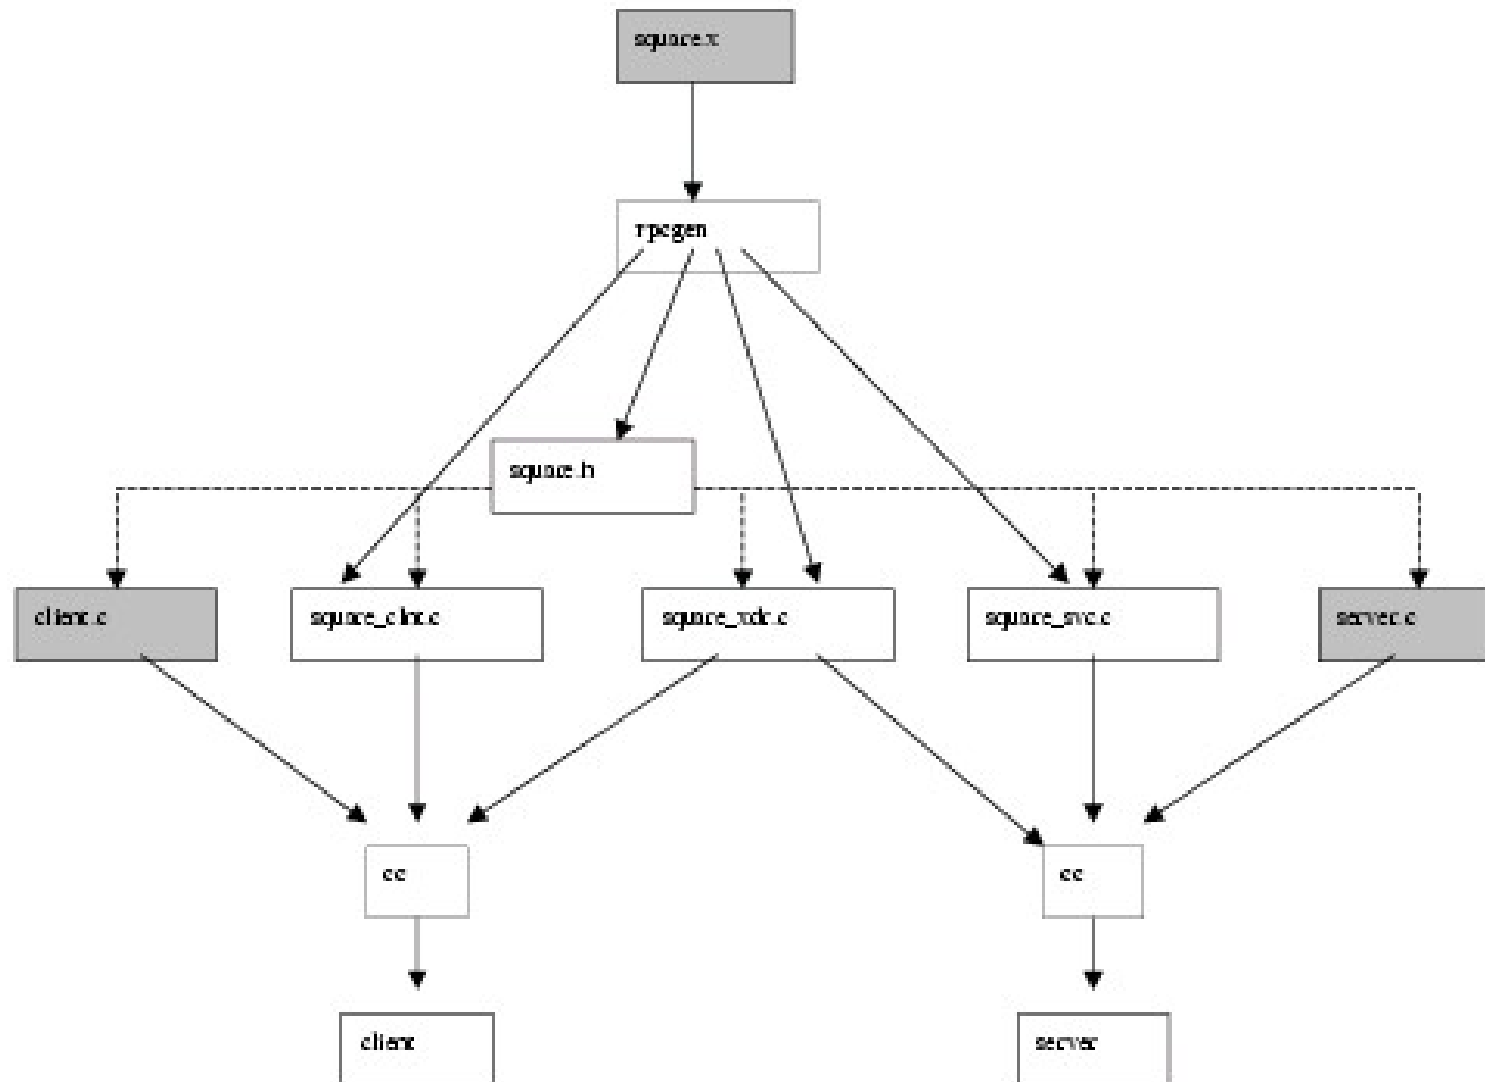 square.x
rpcgen
square.h
client.c
square_clnt.c
square_xdr.c
square_svc.c
server.c
cc
cc
client
server